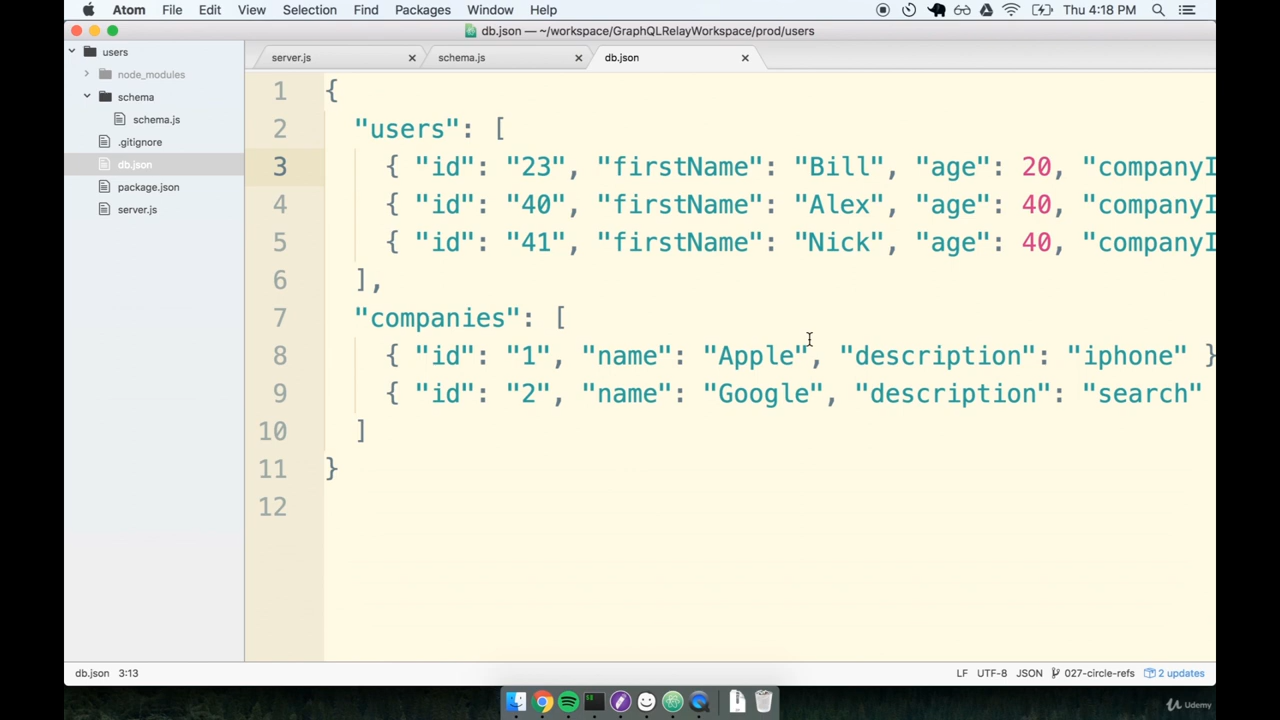 Atom File Edit View Selection Find Packages Window Help Thu 4:18 PM
db.json — ~/workspace/GraphQLRelayWorkspace/prod/users
users
node_modules
schema
schema.js
.gitignore
db.json
package.json
server.js
server.js schema.js db.json
1 {
2 "users": [
3 { "id": "23", "firstName": "Bill", "age": 20, "companyI
4 { "id": "40", "firstName": "Alex", "age": 40, "companyI
5 { "id": "41", "firstName": "Nick", "age": 40, "companyI
6 ],
7 "companies": [
8 { "id": "1", "name": "Apple", "description": "iphone" }
9 { "id": "2", "name": "Google", "description": "search"
10 ]
11 }
12
db.json 3:13 LF UTF-8 JSON 027-circle-refs 2 updates
Udemy